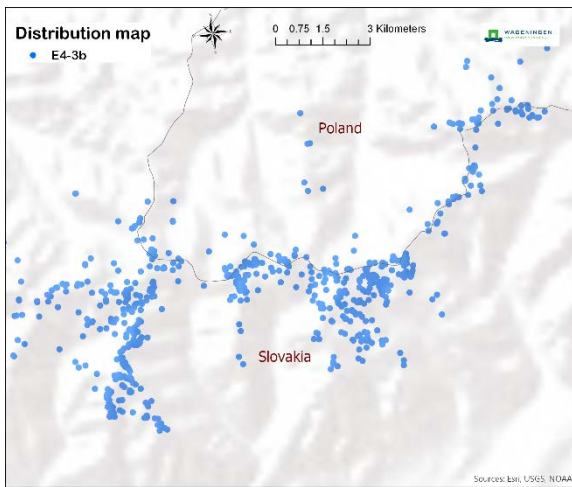 Distribution map
E4-3b
0 0.75 1.5 3 Kilometers
WAGENINGEN
Poland
Slovakia
Sources: Esri, USGS, NOAA